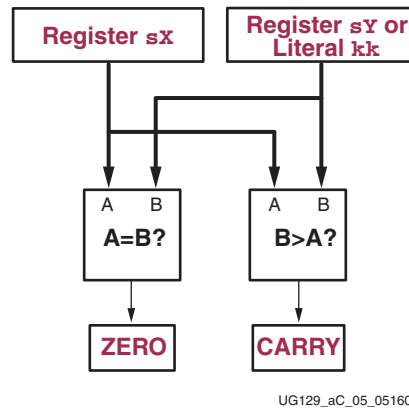 Register sX
Register sY or
Literal kk
A B
A=B?
A B
B>A?
ZERO
CARRY
UG129_aC_05_05160